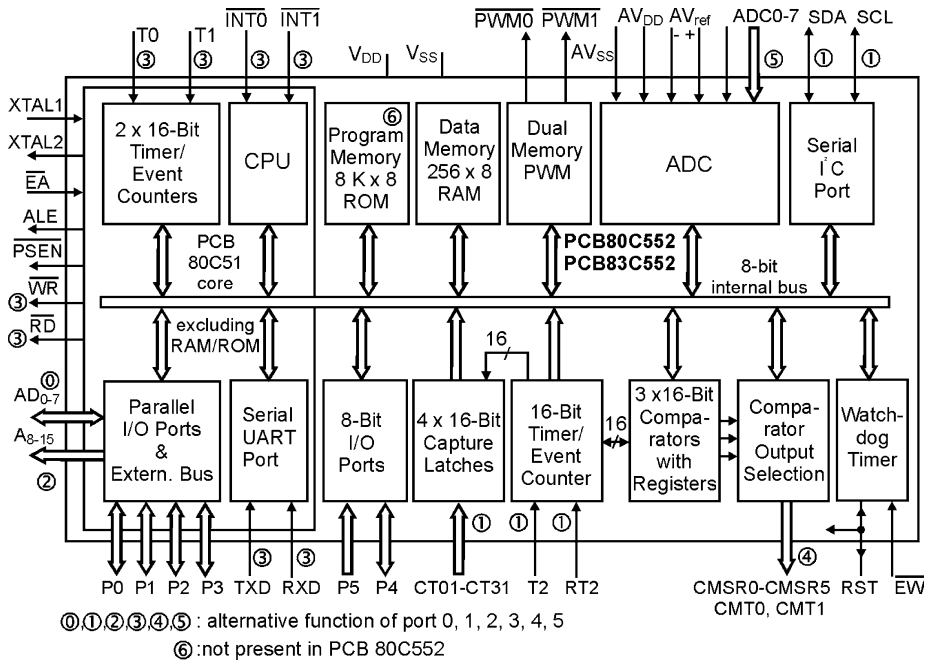 T0 T1 INT0 INT1 PWM0 PWM1 AVDD AVref ADC0-7 SDA SCL
③ ③ ③ ③ VDD VSS AVSS - + ⑤ ① ①
XTAL1
XTAL2
EA
ALE
PSEN
③ WR
③ RD
2 x 16-Bit
Timer/
Event
Counters
CPU
⑥
Program
Memory
8 K x 8
ROM
Data
Memory
256 x 8
RAM
Dual
Memory
PWM
ADC
Serial
I²C
Port
PCB
80C51
core
PCB80C552
PCB83C552
8-bit
internal bus
excluding
RAM/ROM
16
⓪
AD0-7
A8-15
②
Parallel
I/O Ports
&
Extern. Bus
Serial
UART
Port
8-Bit
I/O
Ports
4 x 16-Bit
Capture
Latches
16-Bit
Timer/
Event
Counter
16
3 x16-Bit
Compa-
rators
with
Registers
Compa-
rator
Output
Selection
Watch-
dog
Timer
③ ③ ① ① ① ④
P0 P1 P2 P3 TXD RXD P5 P4 CT01-CT31 T2 RT2 CMSR0-CMSR5 RST EW
CMT0, CMT1
⓪,①,②,③,④,⑤ : alternative function of port 0, 1, 2, 3, 4, 5
⑥ :not present in PCB 80C552